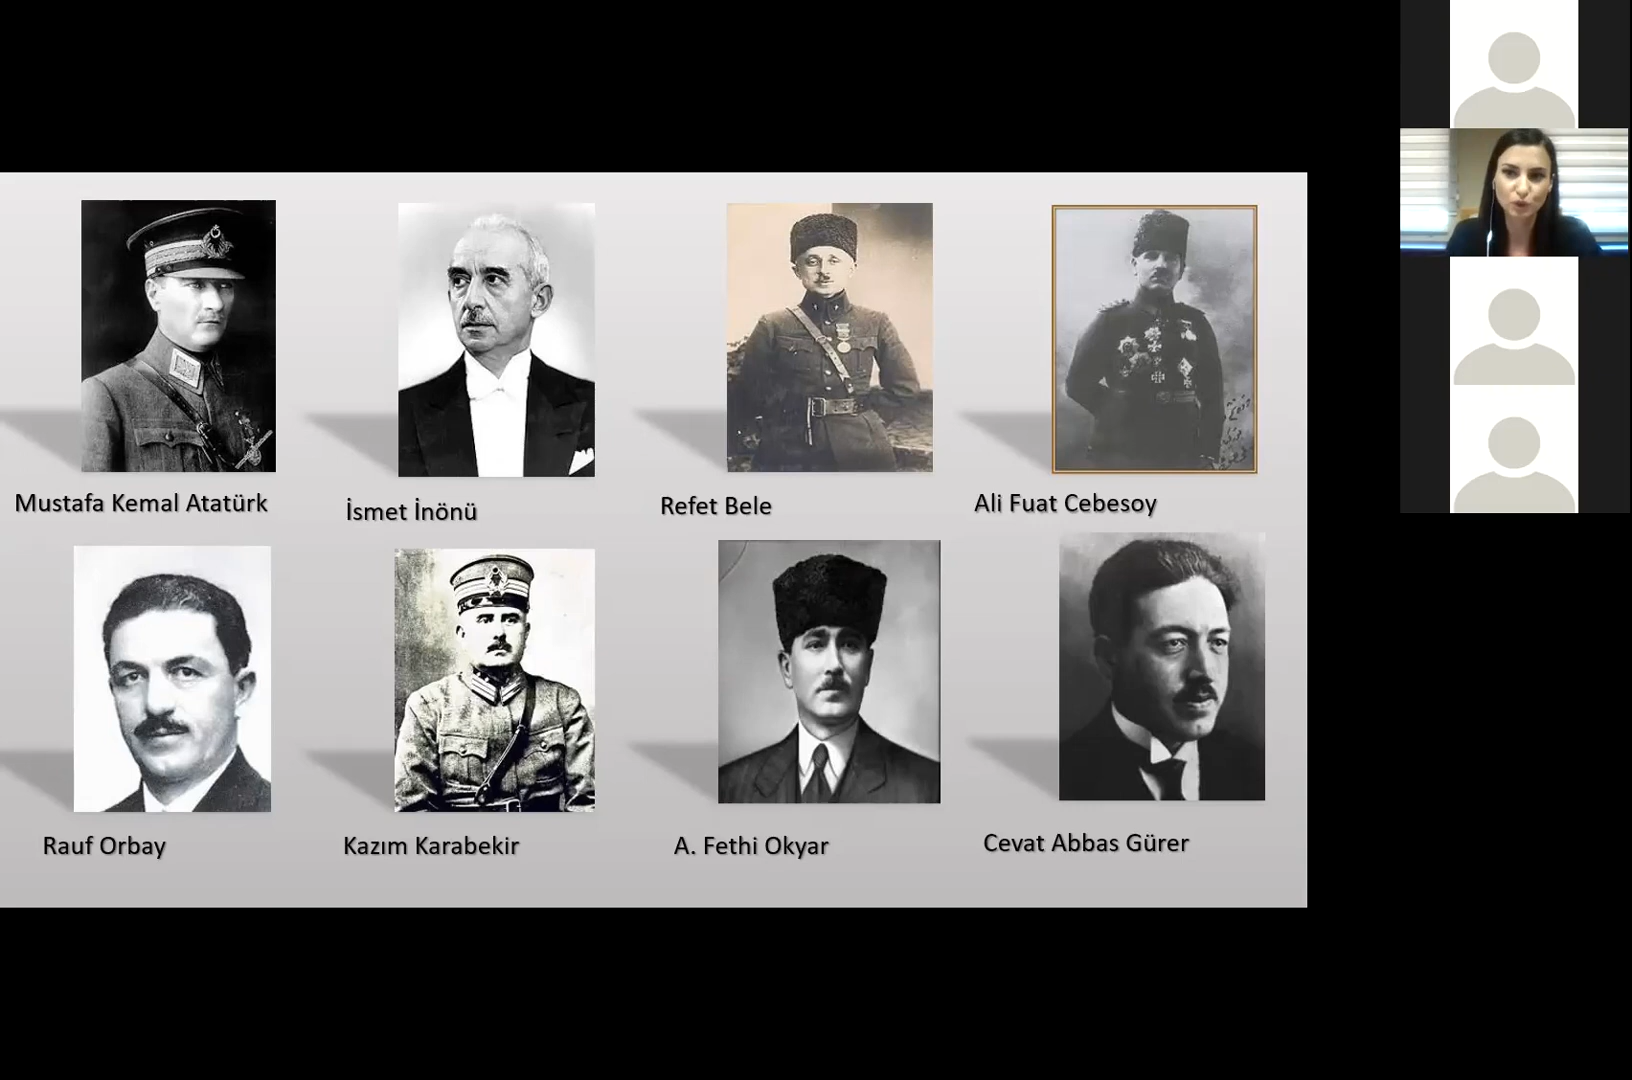 Mustafa Kemal Atatürk
İsmet İnönü
Refet Bele
Ali Fuat Cebesoy
Rauf Orbay
Kazım Karabekir
A. Fethi Okyar
Cevat Abbas Gürer